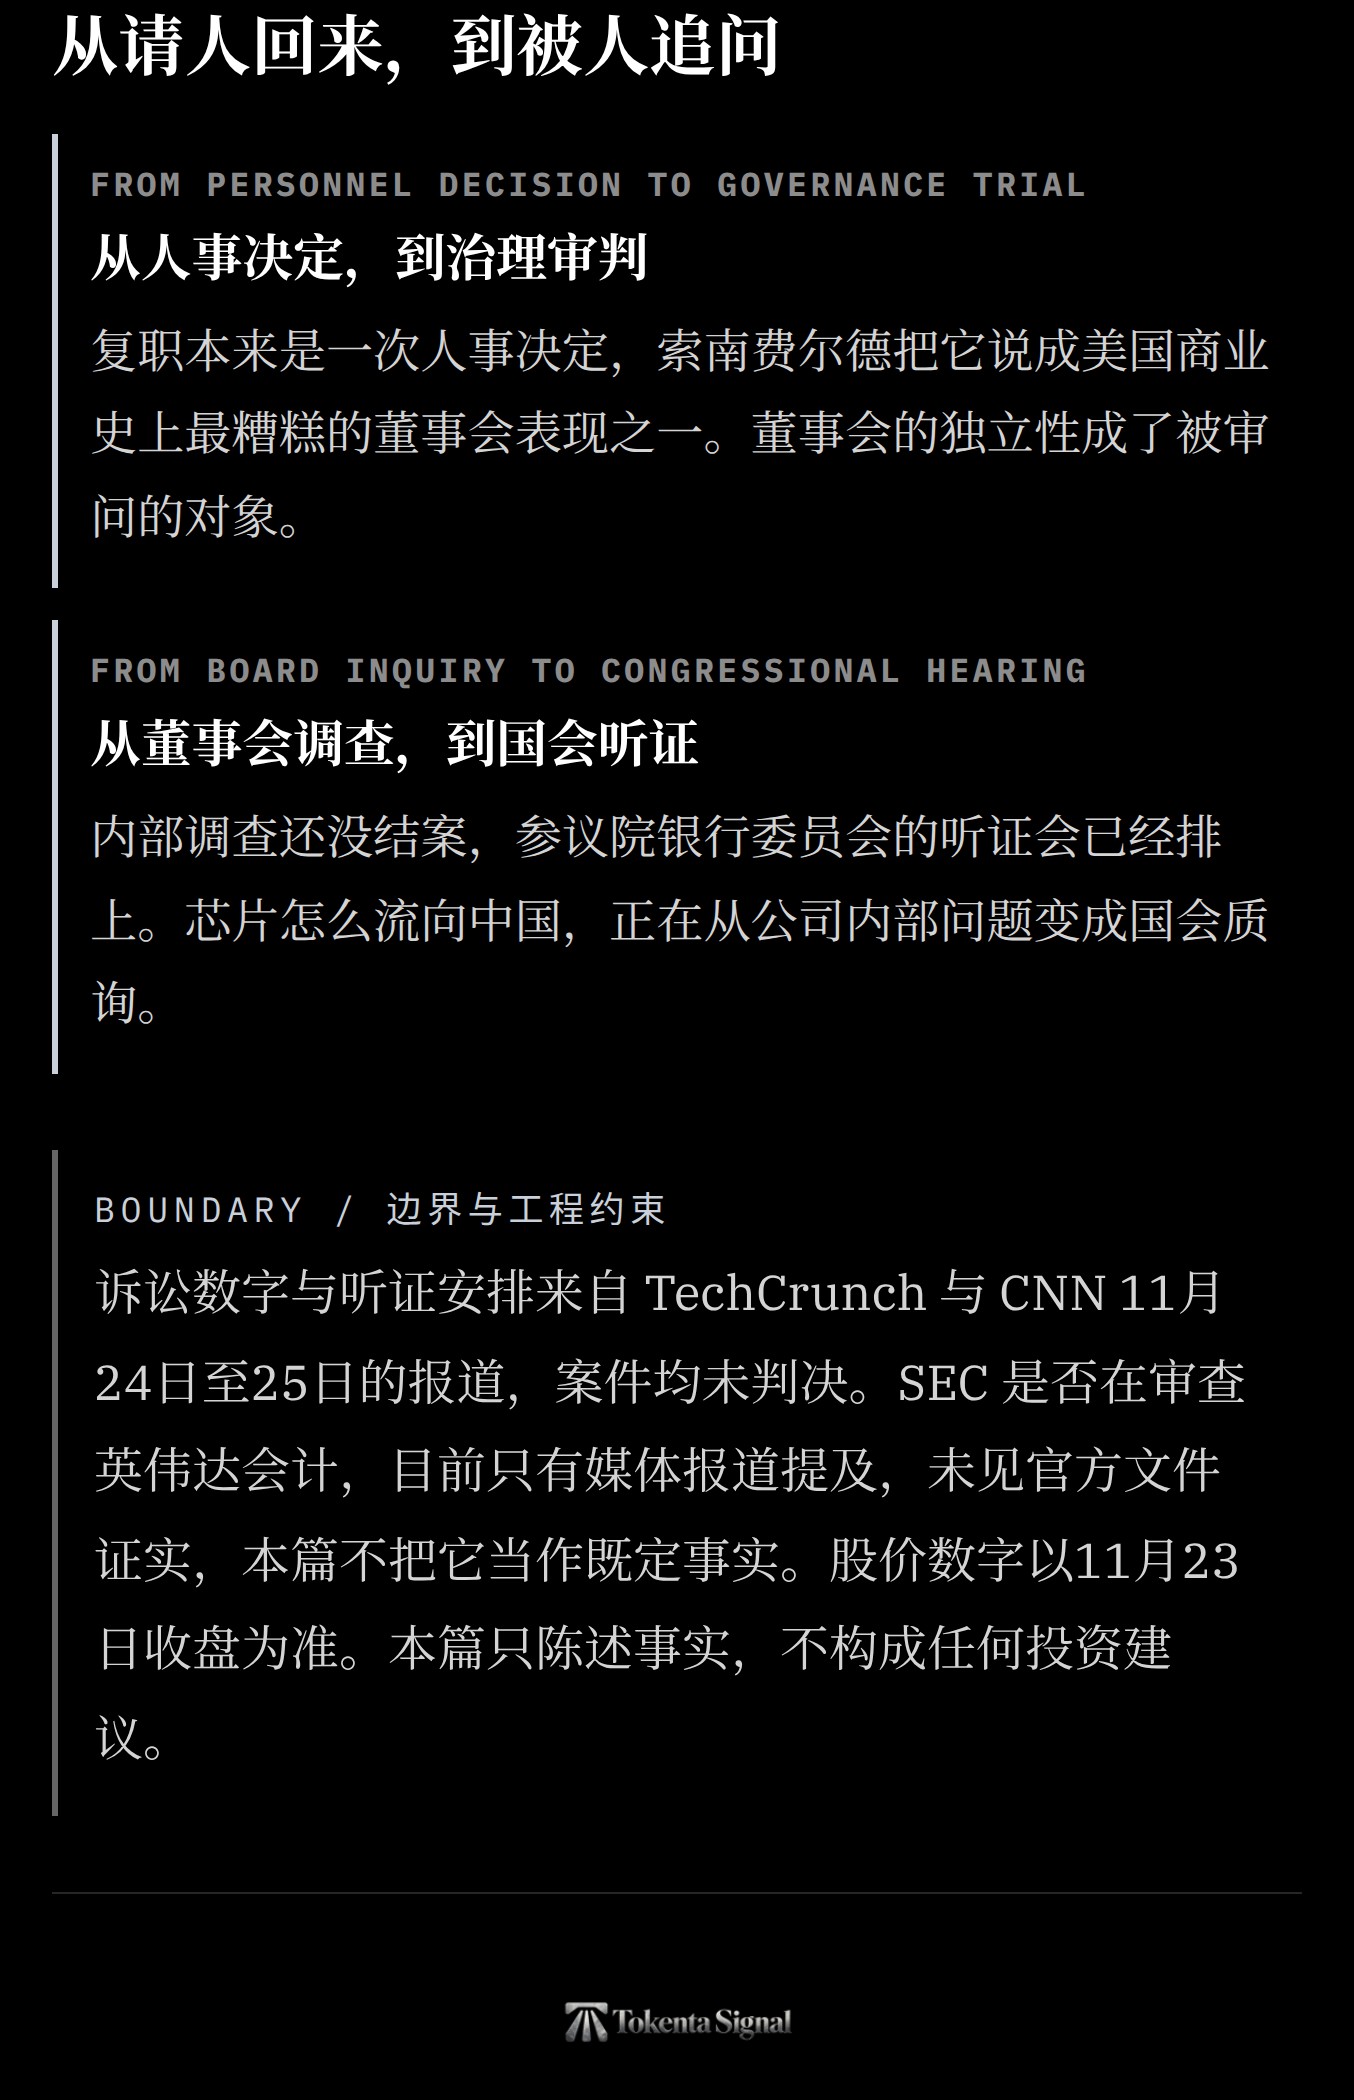 从请人回来，到被人追问
FROM PERSONNEL DECISION TO GOVERNANCE TRIAL
从人事决定，到治理审判
复职本来是一次人事决定，索南费尔德把它说成美国商业
史上最糟糕的董事会表现之一。董事会的独立性成了被审
问的对象。
FROM BOARD INQUIRY TO CONGRESSIONAL HEARING
从董事会调查，到国会听证
内部调查还没结案，参议院银行委员会的听证会已经排
上。芯片怎么流向中国，正在从公司内部问题变成国会质
询。
BOUNDARY / 边界与工程约束
诉讼数字与听证安排来自 TechCrunch 与 CNN 11月
24日至25日的报道，案件均未判决。SEC 是否在审查
英伟达会计，目前只有媒体报道提及，未见官方文件
证实，本篇不把它当作既定事实。股价数字以11月23
日收盘为准。本篇只陈述事实，不构成任何投资建
议。
Tokenta Signal